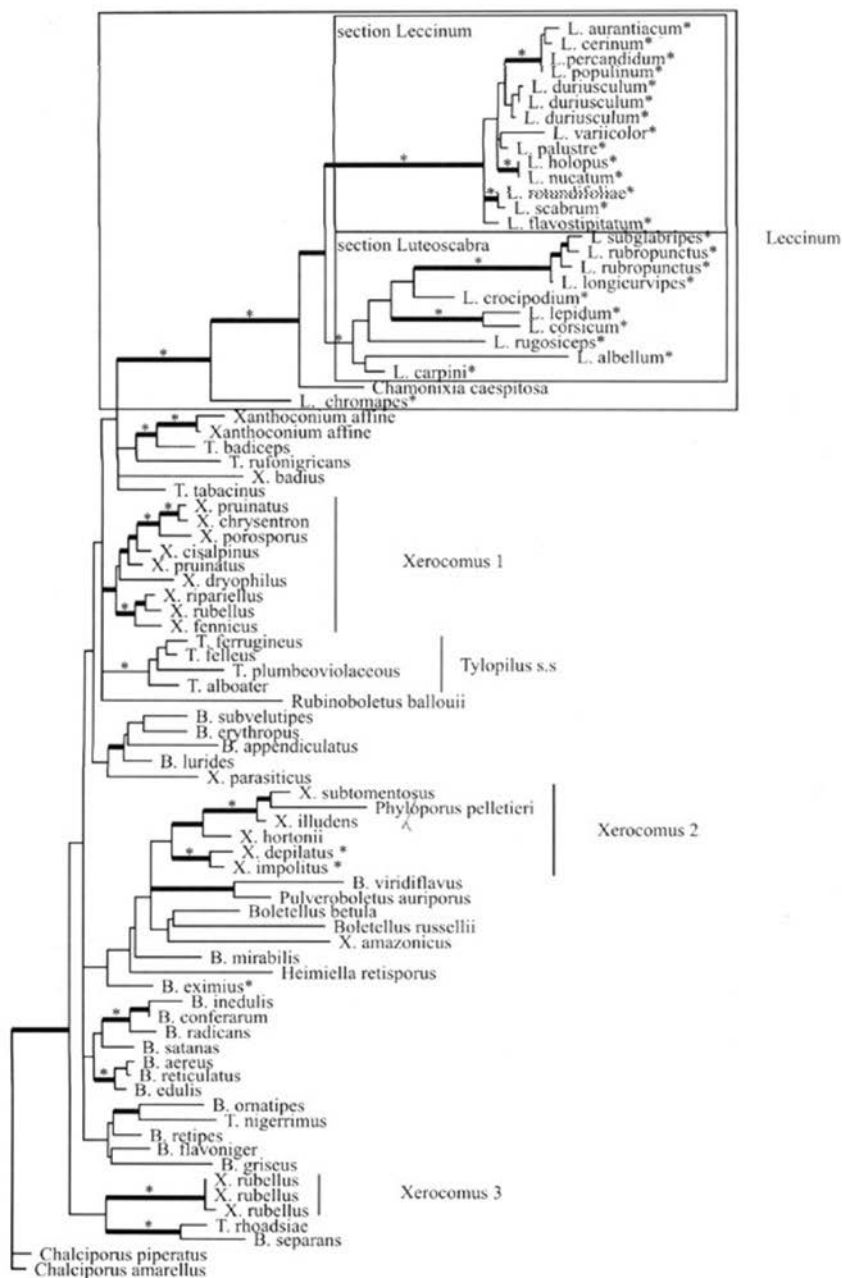 section Leccinum
L. aurantiacum*
L. cerinum*
L.percandidum*
L. populinum*
L. duriusculum*
L. duriusculum*
L. duriusculum*
L. variicolor*
L. palustre*
L. holopus*
L. nucatum*
L. rotundifoliae*
L. scabrum*
L. flavostipitatum*
Leccinum
section Luteoscabra
L subglabripes*
L. rubropunctus*
L. rubropunctus*
L. longicurvipes*
L. crocipodium*
L. lepidum*
L. corsicum*
L. rugosiceps*
L. albellum*
L. carpini*
Chamonixia caespitosa
L. chromapes*
Xanthoconium affine
Xanthoconium affine
T. badiceps
T. rufonigricans
X. badius
T. tabacinus
X. pruinatus
X. chrysentron
X. porosporus
X. cisalpinus
X. pruinatus
X. dryophilus
X. ripariellus
X. rubellus
X. fennicus
Xerocomus 1
T. ferrugineus
T. felleus
T. plumbeoviolaceous
T. alboater
Tylopilus s.s
Rubinoboletus ballouii
B. subvelutipes
B. erythropus
B. appendiculatus
B. lurides
X. parasiticus
X. subtomentosus
Phyloporus pelletieri
X. illudens
X. hortonii
X. depilatus *
X. impolitus *
Xerocomus 2
B. viridiflavus
Pulveroboletus auriporus
Boletellus betula
Boletellus russellii
X. amazonicus
B. mirabilis
Heimiella retisporus
B. eximius*
B. inedulis
B. conferarum
B. radicans
B. satanas
B. aereus
B. reticulatus
B. edulis
B. ornatipes
T. nigerrimus
B. retipes
B. flavoniger
B. griseus
X. rubellus
X. rubellus
X. rubellus
Xerocomus 3
T. rhoadsiae
B. separans
Chalciporus piperatus
Chalciporus amarellus